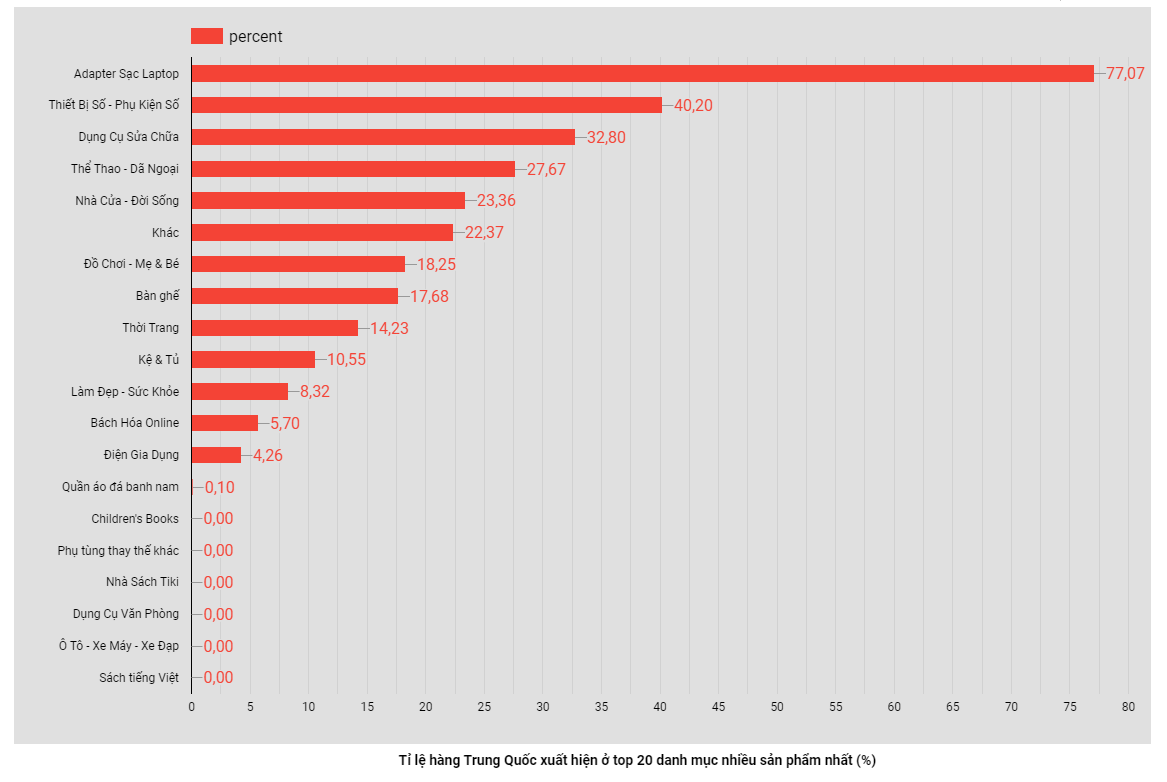 percent
Adapter Sạc Laptop 77,07
Thiết Bị Số - Phụ Kiện Số 40,20
Dụng Cụ Sửa Chữa 32,80
Thể Thao - Dã Ngoại 27,67
Nhà Cửa - Đời Sống 23,36
Khác 22,37
Đồ Chơi - Mẹ & Bé 18,25
Bàn ghế 17,68
Thời Trang 14,23
Kệ & Tủ 10,55
Làm Đẹp - Sức Khỏe 8,32
Bách Hóa Online 5,70
Điện Gia Dụng 4,26
Quần áo đá banh nam 0,10
Children's Books 0,00
Phụ tùng thay thế khác 0,00
Nhà Sách Tiki 0,00
Dụng Cụ Văn Phòng 0,00
Ô Tô - Xe Máy - Xe Đạp 0,00
Sách tiếng Việt 0,00
0 5 10 15 20 25 30 35 40 45 50 55 60 65 70 75 80
Tỉ lệ hàng Trung Quốc xuất hiện ở top 20 danh mục nhiều sản phẩm nhất (%)